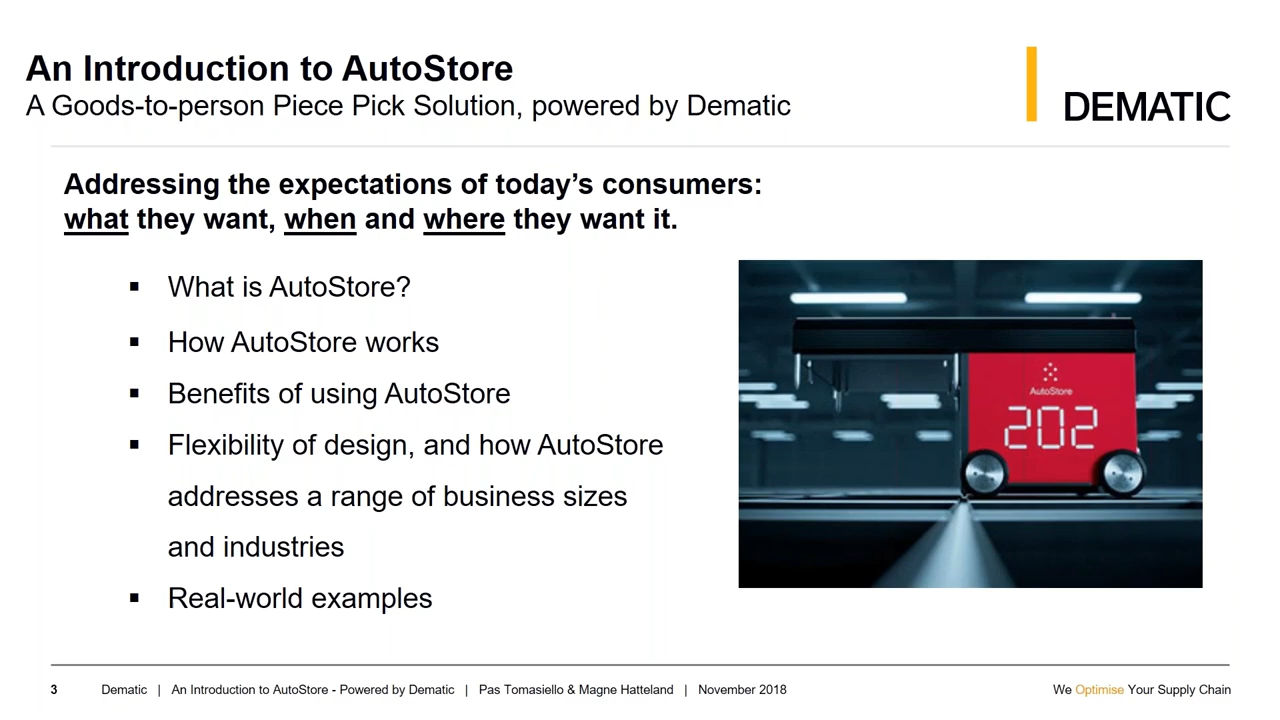 An Introduction to AutoStore
A Goods-to-person Piece Pick Solution, powered by Dematic
DEMATIC
Addressing the expectations of today’s consumers:
what they want, when and where they want it.
▪ What is AutoStore?
▪ How AutoStore works
▪ Benefits of using AutoStore
▪ Flexibility of design, and how AutoStore
addresses a range of business sizes
and industries
▪ Real-world examples
AutoStore
202
3 Dematic | An Introduction to AutoStore - Powered by Dematic | Pas Tomasiello & Magne Hatteland | November 2018 We Optimise Your Supply Chain